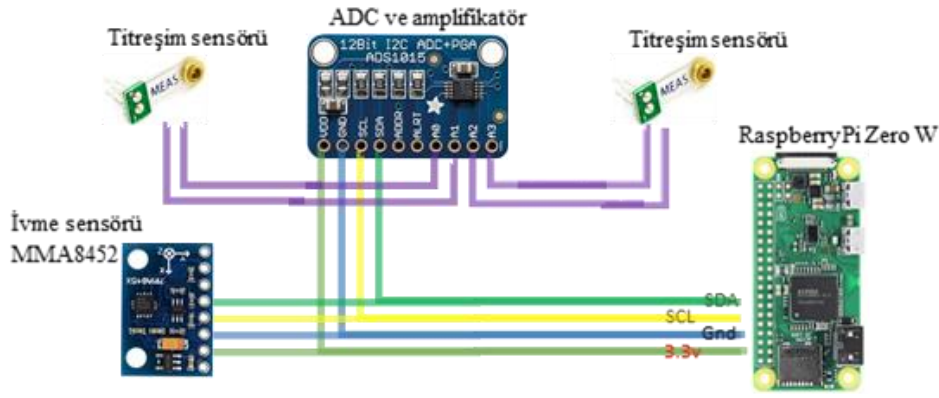 ADC ve amplifikatör
Titreşim sensörü
Titreşim sensörü
12Bit I2C ADC+PGA
ADS1015
MEAS
MEAS
VDD
GND
SCL
SDA
ADDR
ALRT
A0
A1
A2
A3
RaspberryPi Zero W
İvme sensörü
MMA8452
SDA
SCL
Gnd
3.3v